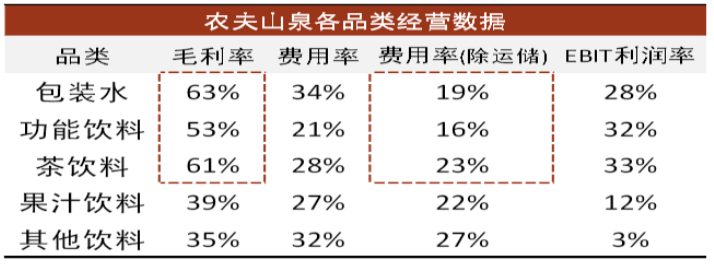 农夫山泉各品类经营数据
品类 毛利率 费用率 费用率(除运储) EBIT利润率
包装水 63% 34% 19% 28%
功能饮料 53% 21% 16% 32%
茶饮料 61% 28% 23% 33%
果汁饮料 39% 27% 22% 12%
其他饮料 35% 32% 27% 3%